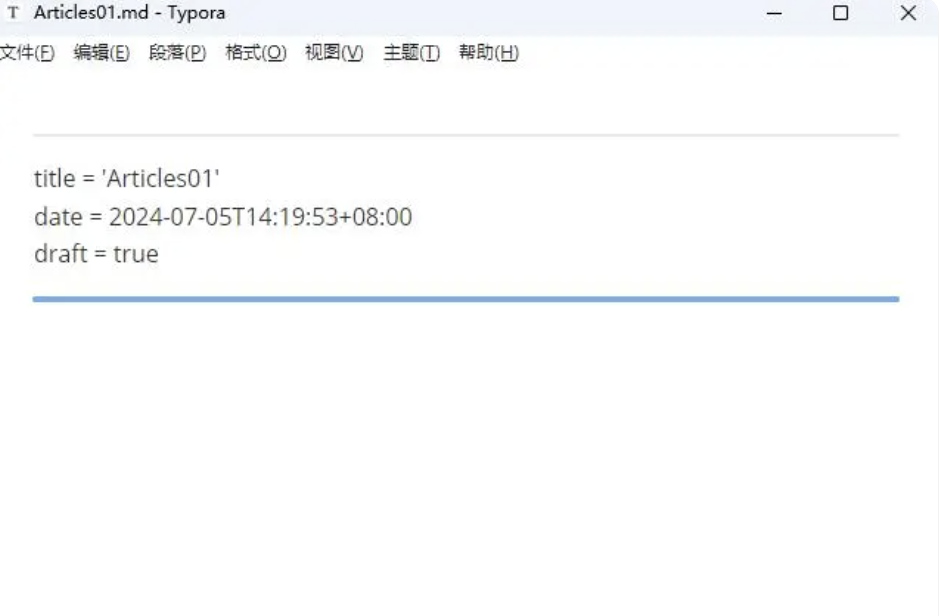 T Articles01.md - Typora
文件(F) 编辑(E) 段落(P) 格式(O) 视图(V) 主题(T) 帮助(H)
title = 'Articles01'
date = 2024-07-05T14:19:53+08:00
draft = true